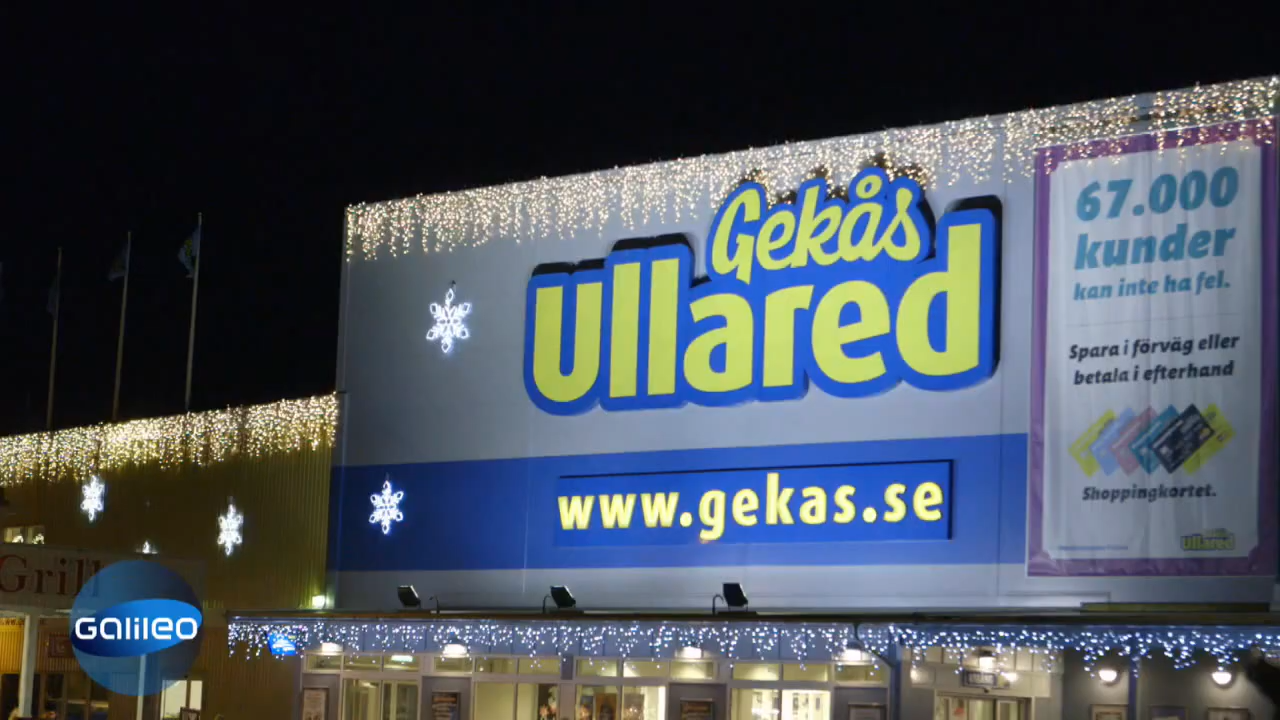 Gekås
Ullared
www.gekas.se
67.000
kunder
kan inte ha fel.
Spara i förväg eller
betala i efterhand
Shoppingkortet.
Ullared
Grill
Galileo